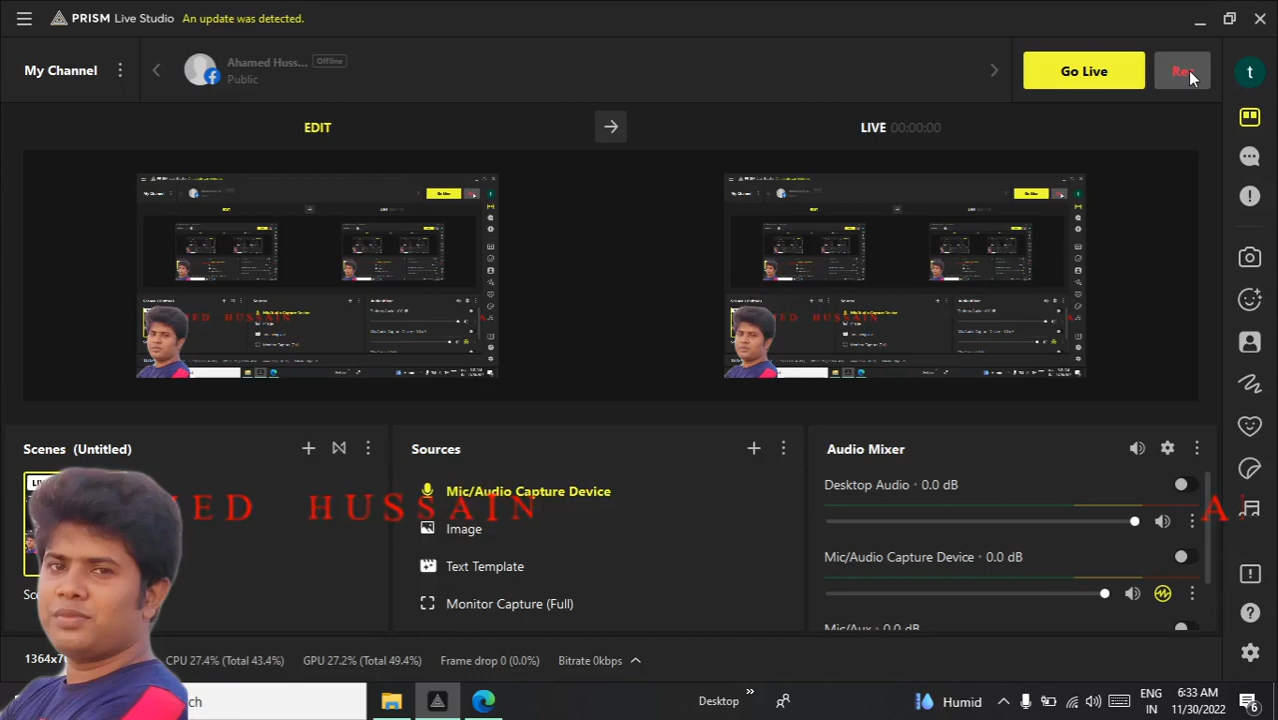 PRISM Live Studio An update was detected.
My Channel
Ahamed Huss... Offline
Public
Go Live
Rec
t
EDIT
LIVE 00:00:00
Scenes (Untitled)
Sources
Audio Mixer
Mic/Audio Capture Device
Image
Text Template
Monitor Capture (Full)
ED HUSSAIN
A
Desktop Audio • 0.0 dB
Mic/Audio Capture Device • 0.0 dB
Mic/Aux • 0.0 dB
CPU 27.4% (Total 43.4%) GPU 27.2% (Total 49.4%) Frame drop 0 (0.0%) Bitrate 0kbps
Desktop
Humid
ENG
IN
6:33 AM
11/30/2022
6